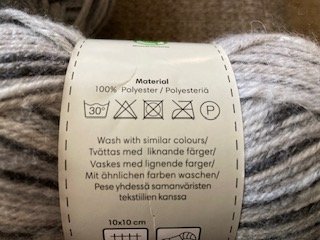 Material
100% Polyester / Polyesteriä
30° P
Wash with similar colours/
Tvättas med liknande färger/
Vaskes med lignende farger/
Mit ähnlichen farben waschen/
Pese yhdessä samanväristen
tekstiilien kanssa
10x10 cm